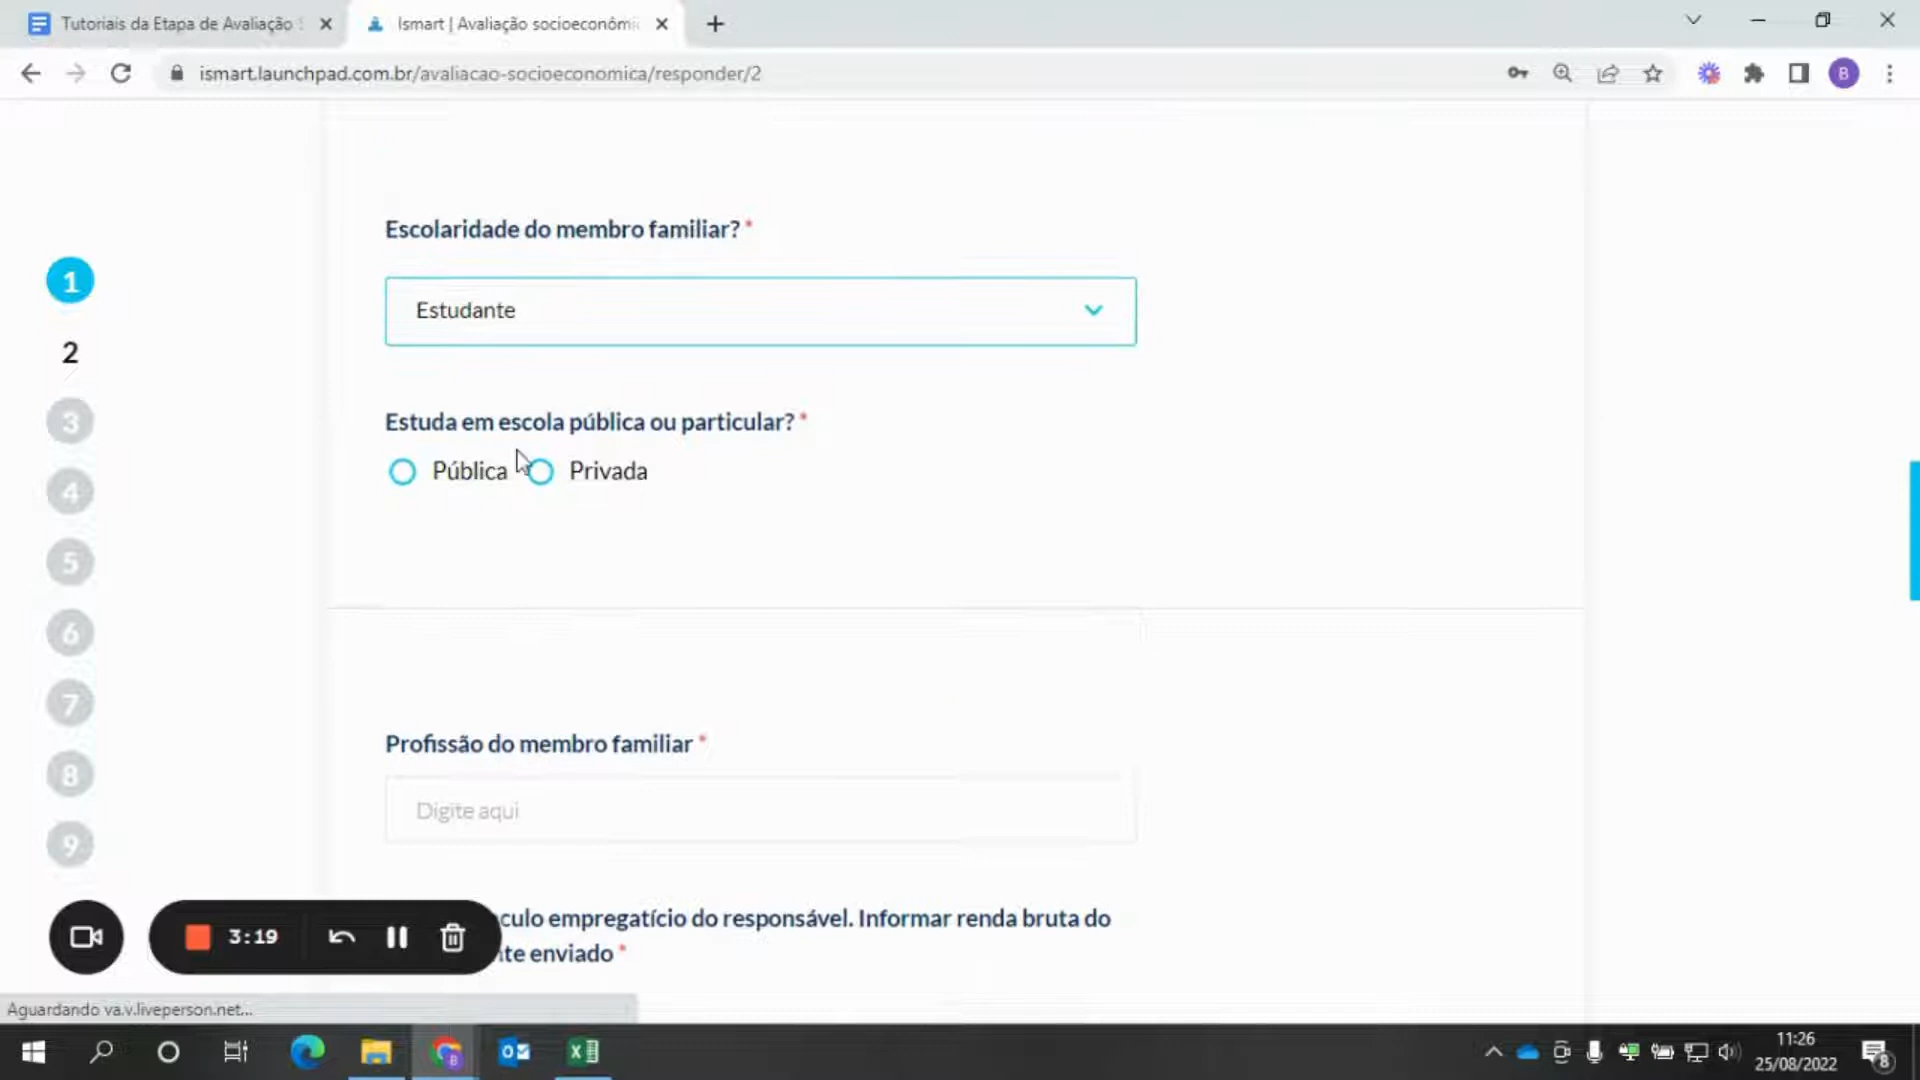 Tutoriais da Etapa de Avaliação
Ismart | Avaliação socioeconômi
ismart.launchpad.com.br/avaliacao-socioeconomica/responder/2
B
Escolaridade do membro familiar? *
1
Estudante
2
3
Estuda em escola pública ou particular? *
Pública
Privada
4
5
6
7
Profissão do membro familiar *
8
Digite aqui
9
culo empregatício do responsável. Informar renda bruta do
3:19
te enviado *
Aguardando va.v.liveperson.net...
11:26
25/08/2022
8